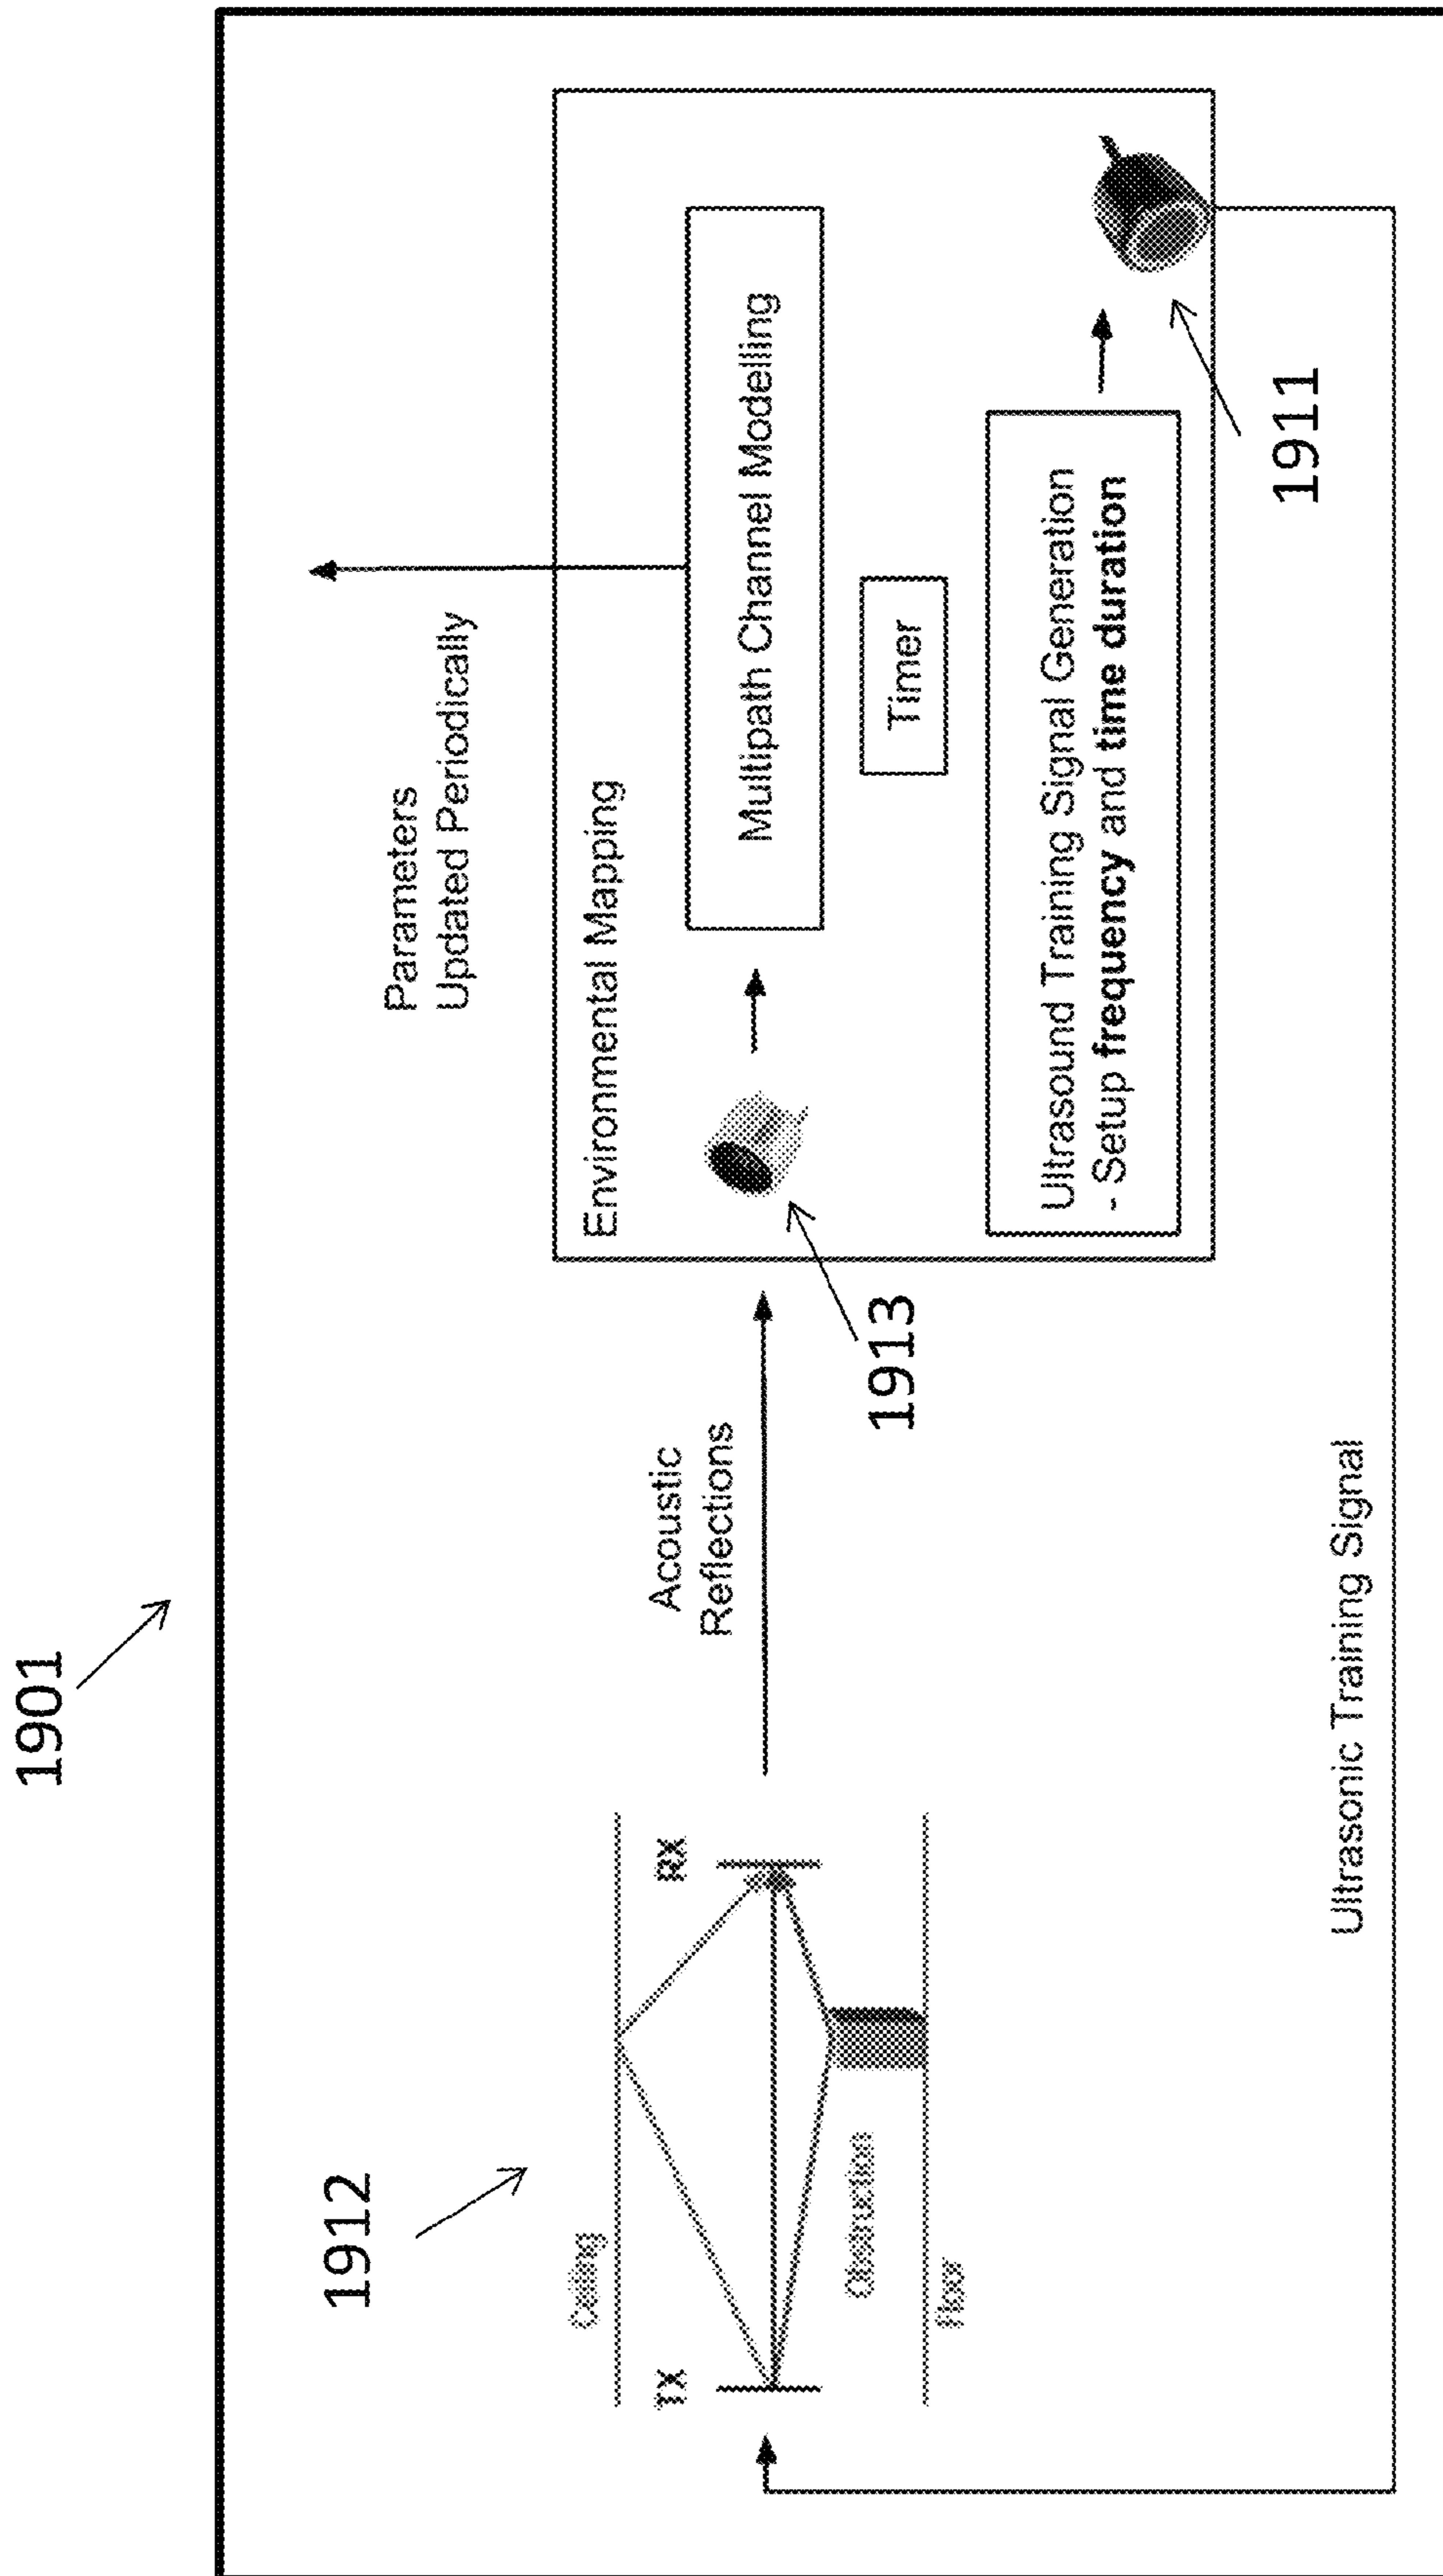 1901
Parameters
Updated Periodically
1912
Environmental Mapping
Ceiling
TX
RX
Acoustic
Reflections
Multipath Channel Modelling
1913
Obstruction
Floor
Timer
Ultrasound Training Signal Generation
- Setup frequency and time duration
1911
Ultrasonic Training Signal